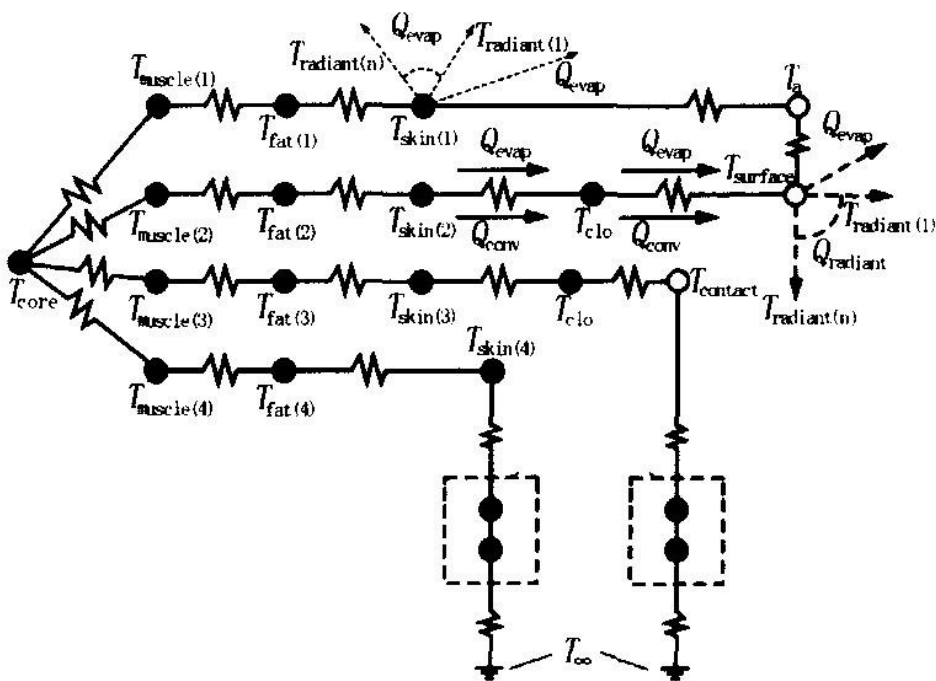 Q_evap
T_radiant(1)
T_radiant(n)
Q_evap
T_muscle(1)
T_a
T_fat(1)
T_skin(1)
Q_evap
Q_evap
Q_evap
T_surface
T_muscle(2)
T_fat(2)
T_skin(2)
Q_conv
T_clo
Q_conv
T_radiant(1)
Q_radiant
T_core
T_muscle(3)
T_fat(3)
T_skin(3)
T_clo
T_contact
T_radiant(n)
T_skin(4)
T_muscle(4)
T_fat(4)
T_∞